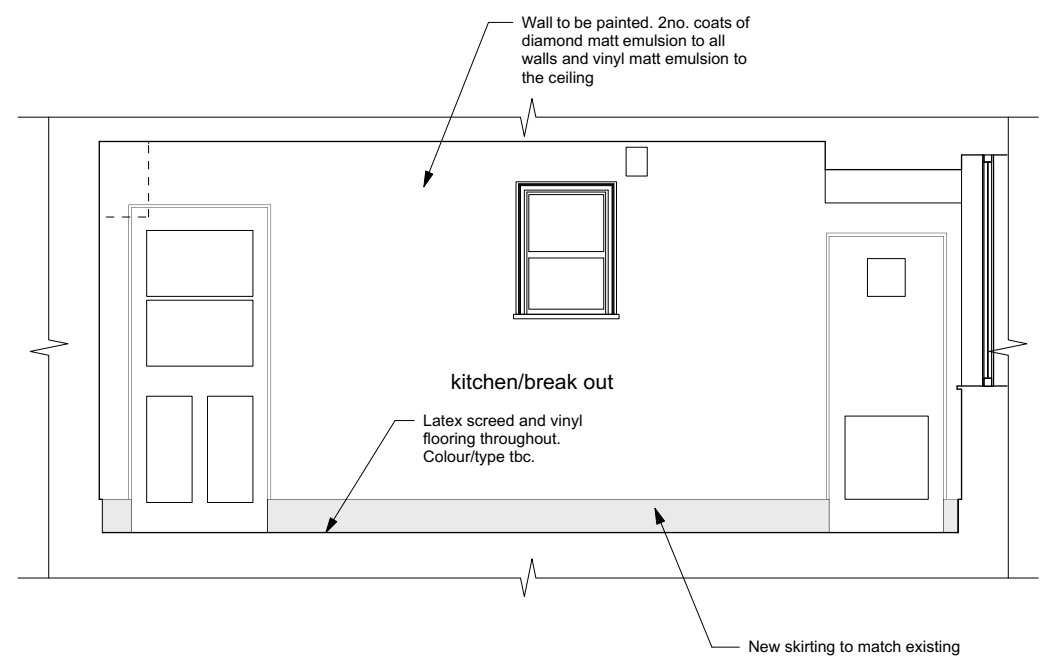 Wall to be painted. 2no. coats of
diamond matt emulsion to all
walls and vinyl matt emulsion to
the ceiling
kitchen/break out
Latex screed and vinyl
flooring throughout.
Colour/type tbc.
New skirting to match existing